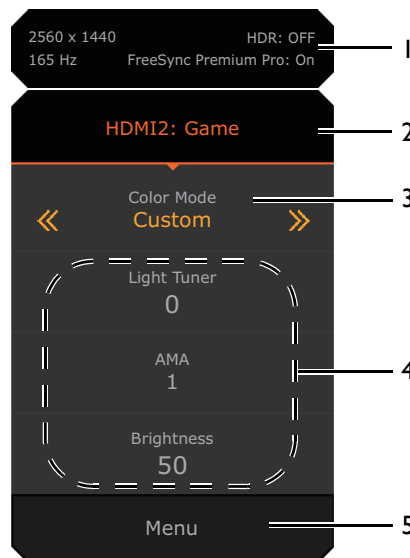 2560 x 1440 HDR: OFF
165 Hz FreeSync Premium Pro: On
1
HDMI2: Game
2
Color Mode
3
Custom
Light Tuner
0
AMA
4
1
Brightness
50
Menu
5